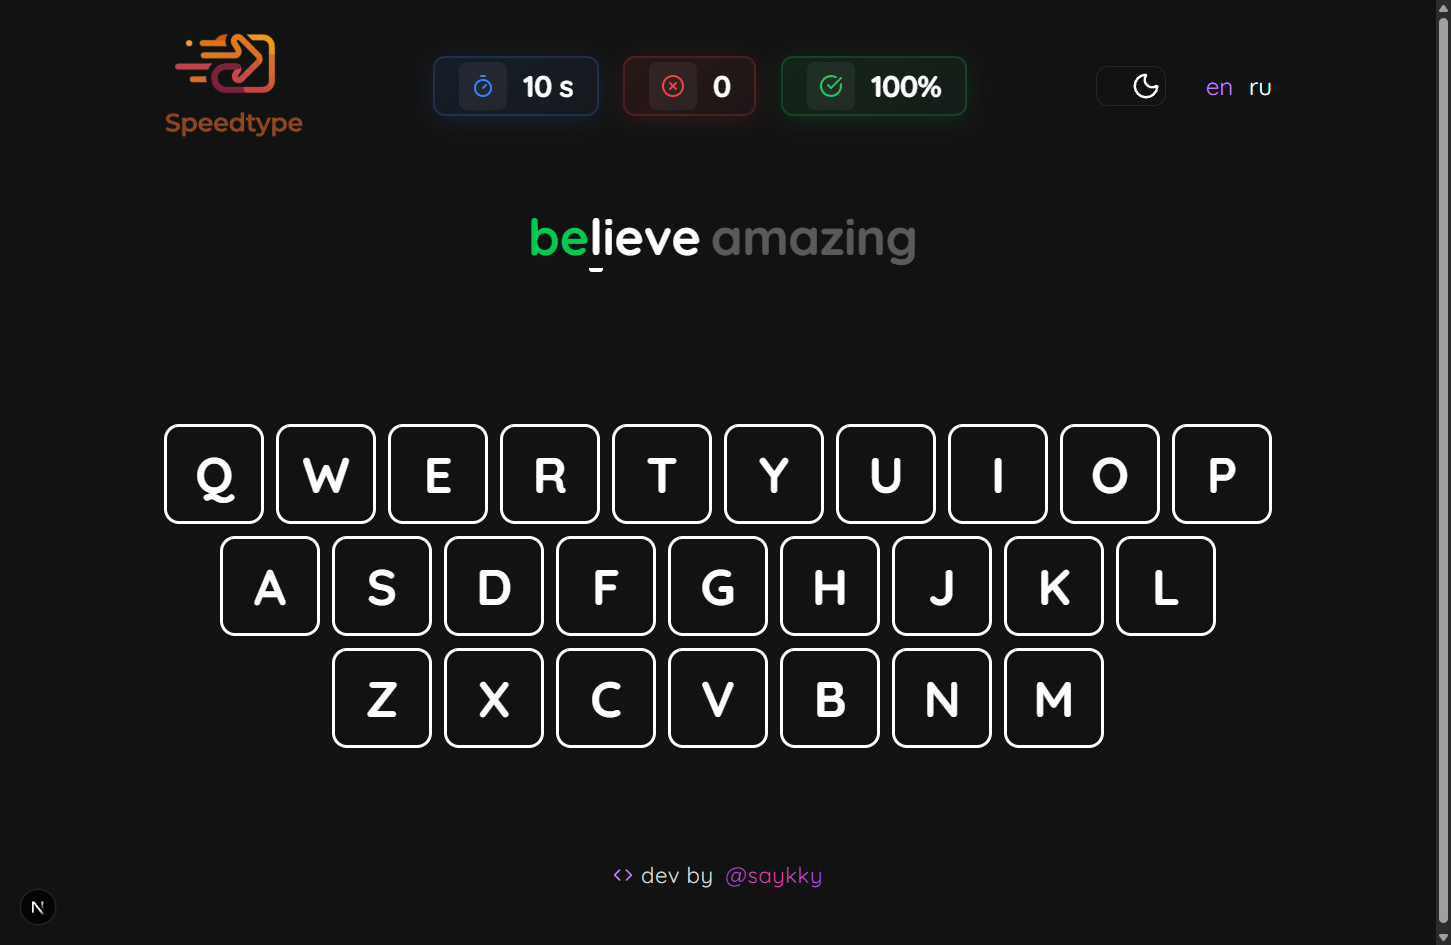 Speedtype
10 s
0
100%
en ru
believe amazing
Q W E R T Y U I O P
A S D F G H J K L
Z X C V B N M
<> dev by @saykky
N